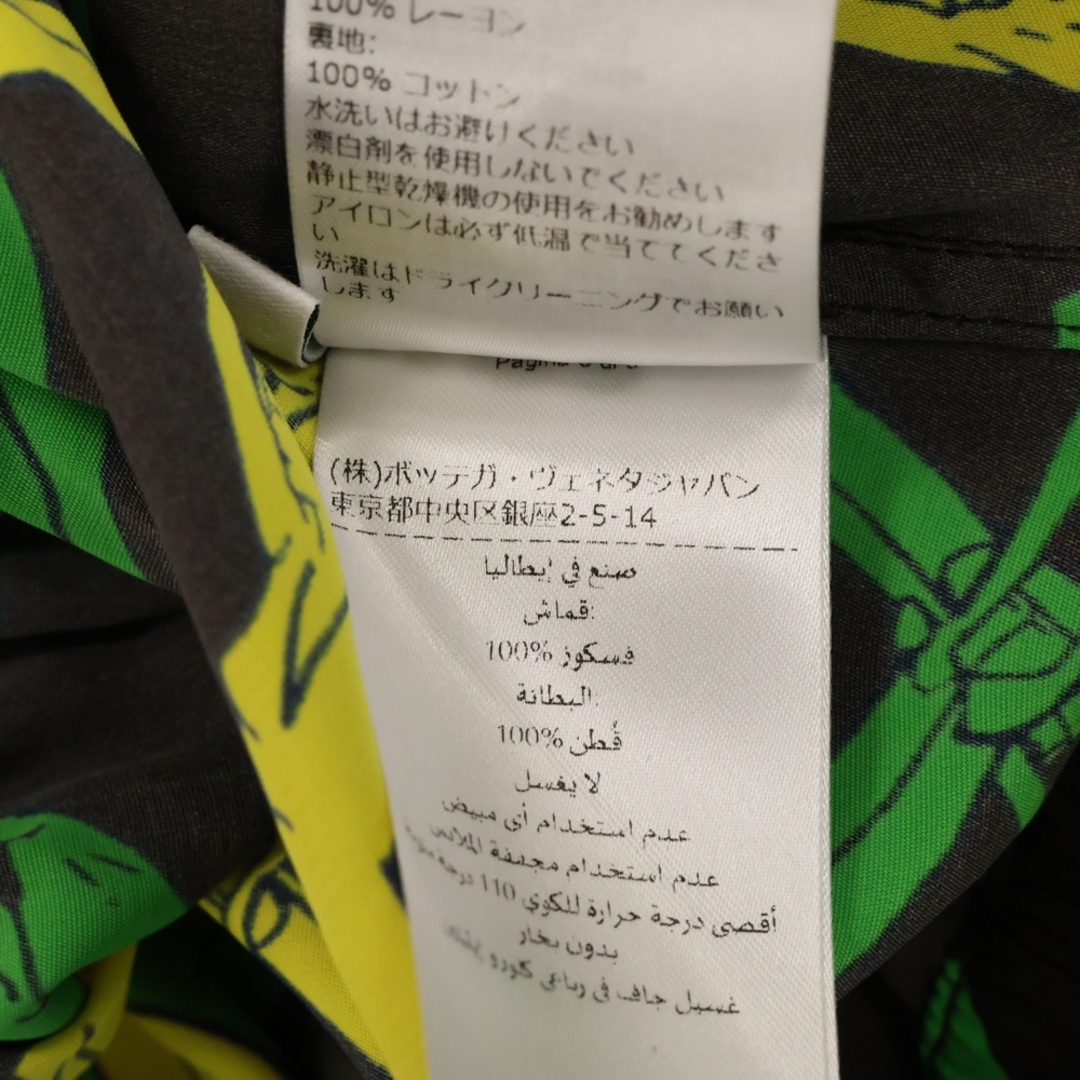 100% レーヨン
裏地:
100% コットン
水洗いはお避けください
漂白剤を使用しないでください
静止型乾燥機の使用をお勧めします
アイロンは必ず低温で当ててくださ
い
洗濯はドライクリーニングでお願い
します
(株)ボッテガ・ヴェネタジャパン
東京都中央区銀座2-5-14
صنع في إيطاليا
قماش:
فسكوز 100%
البطانة:
قُطن 100%
لا يغسل
عدم استخدام أي مبيض
عدم استخدام مجففة الملابس
أقصى درجة حرارة للكوي 110 درجة
بدون بخار
غسيل جاف في رباعي كلورو